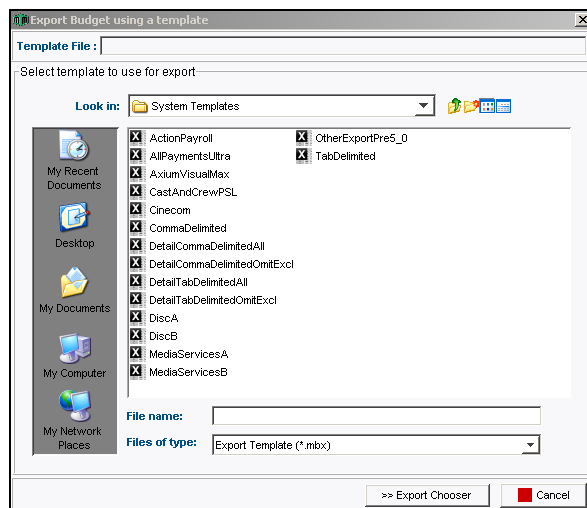 Export Budget using a template
Template File :
Select template to use for export
Look in:
System Templates
My Recent
Documents
Desktop
My Documents
My Computer
My Network
Places
ActionPayroll
AllPaymentsUltra
AxiumVisualMax
CastAndCrewPSL
Cinecom
CommaDelimited
DetailCommaDelimitedAll
DetailCommaDelimitedOmitExcl
DetailTabDelimitedAll
DetailTabDelimitedOmitExcl
DiscA
DiscB
MediaServicesA
MediaServicesB
OtherExportPre5_0
TabDelimited
File name:
Files of type:
Export Template (*.mbx)
>> Export Chooser
Cancel